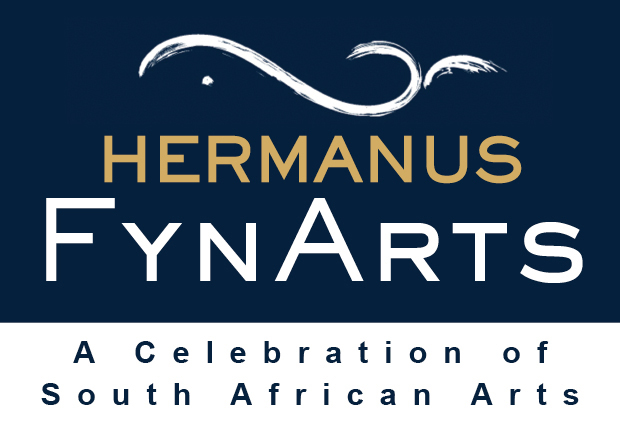 HERMANUS
FYNARTS
A Celebration of
South African Arts